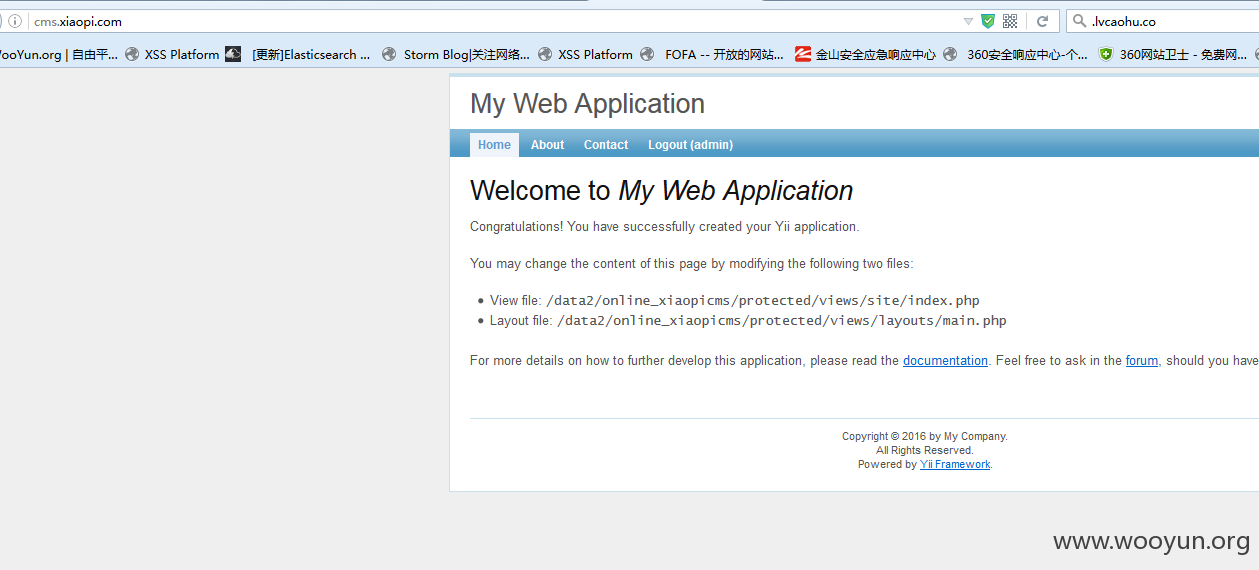 cms.xiaopi.com
.lvcaohu.co
WooYun.org | 自由平... XSS Platform [更新]Elasticsearch ... Storm Blog|关注网络... XSS Platform FOFA -- 开放的网站... 金山安全应急响应中心 360安全响应中心-个... 360网站卫士 - 免费网...
My Web Application
Home About Contact Logout (admin)
Welcome to My Web Application
Congratulations! You have successfully created your Yii application.
You may change the content of this page by modifying the following two files:
• View file: /data2/online_xiaopicms/protected/views/site/index.php
• Layout file: /data2/online_xiaopicms/protected/views/layouts/main.php
For more details on how to further develop this application, please read the documentation. Feel free to ask in the forum, should you have
Copyright © 2016 by My Company.
All Rights Reserved.
Powered by Yii Framework.
www.wooyun.org